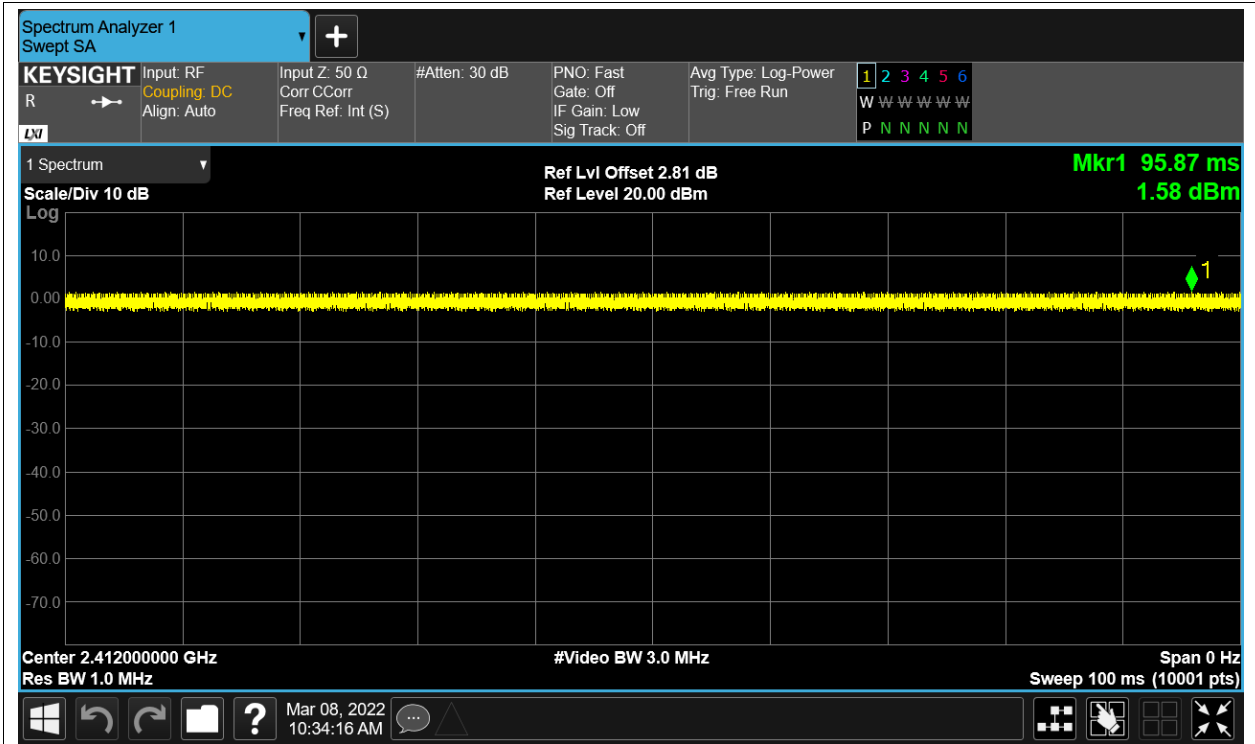 Spectrum Analyzer 1
Swept SA
+
KEYSIGHT
R
LXI
Input: RF
Coupling: DC
Align: Auto
Input Z: 50 Ω
Corr CCorr
Freq Ref: Int (S)
#Atten: 30 dB
PNO: Fast
Gate: Off
IF Gain: Low
Sig Track: Off
Avg Type: Log-Power
Trig: Free Run
1 2 3 4 5 6
W W W W W W
P N N N N N
1 Spectrum
Scale/Div 10 dB
Log
Ref Lvl Offset 2.81 dB
Ref Level 20.00 dBm
Mkr1 95.87 ms
1.58 dBm
1
10.0
0.00
-10.0
-20.0
-30.0
-40.0
-50.0
-60.0
-70.0
Center 2.412000000 GHz
Res BW 1.0 MHz
#Video BW 3.0 MHz
Span 0 Hz
Sweep 100 ms (10001 pts)
?
Mar 08, 2022
10:34:16 AM